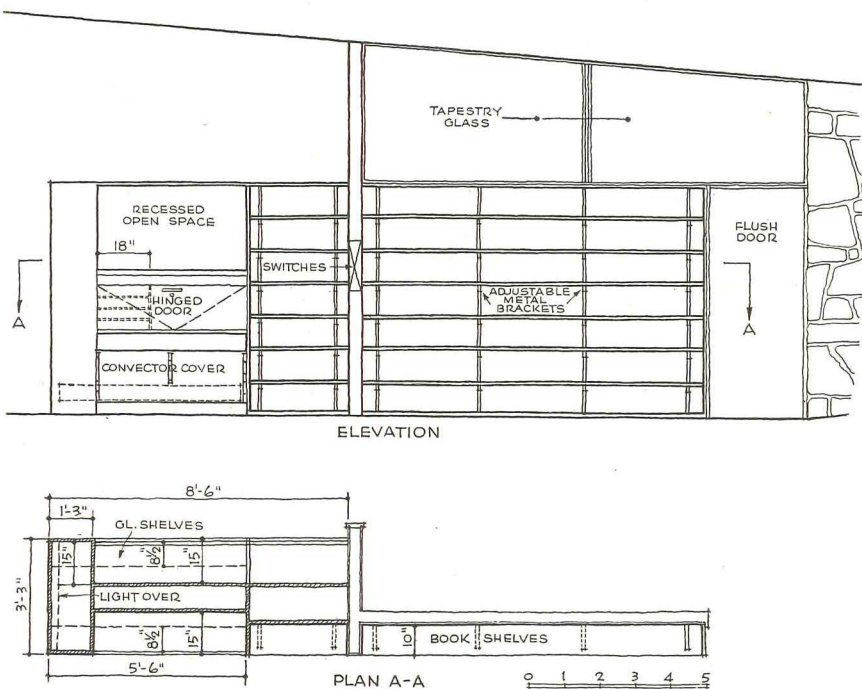 TAPESTRY
GLASS
RECESSED
OPEN SPACE
18"
FLUSH
DOOR
SWITCHES
HINGED
DOOR
ADJUSTABLE
METAL
BRACKETS
A
A
CONVECTOR COVER
ELEVATION
8'-6"
1'-3"
GL. SHELVES
15"
8½"
15"
3'-3"
LIGHT OVER
8½"
15"
10"
BOOK SHELVES
5'-6"
PLAN A-A
0 1 2 3 4 5